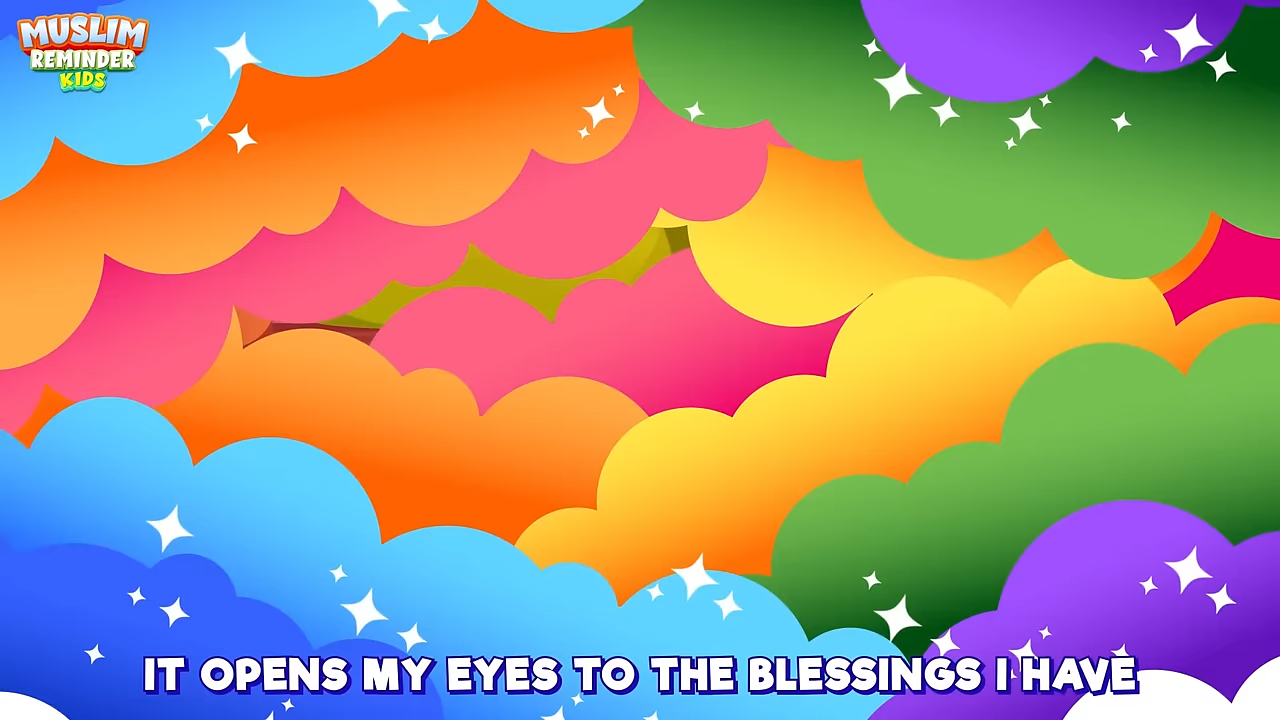 MUSLIM
REMINDER
KIDS
IT OPENS MY EYES TO THE BLESSINGS I HAVE